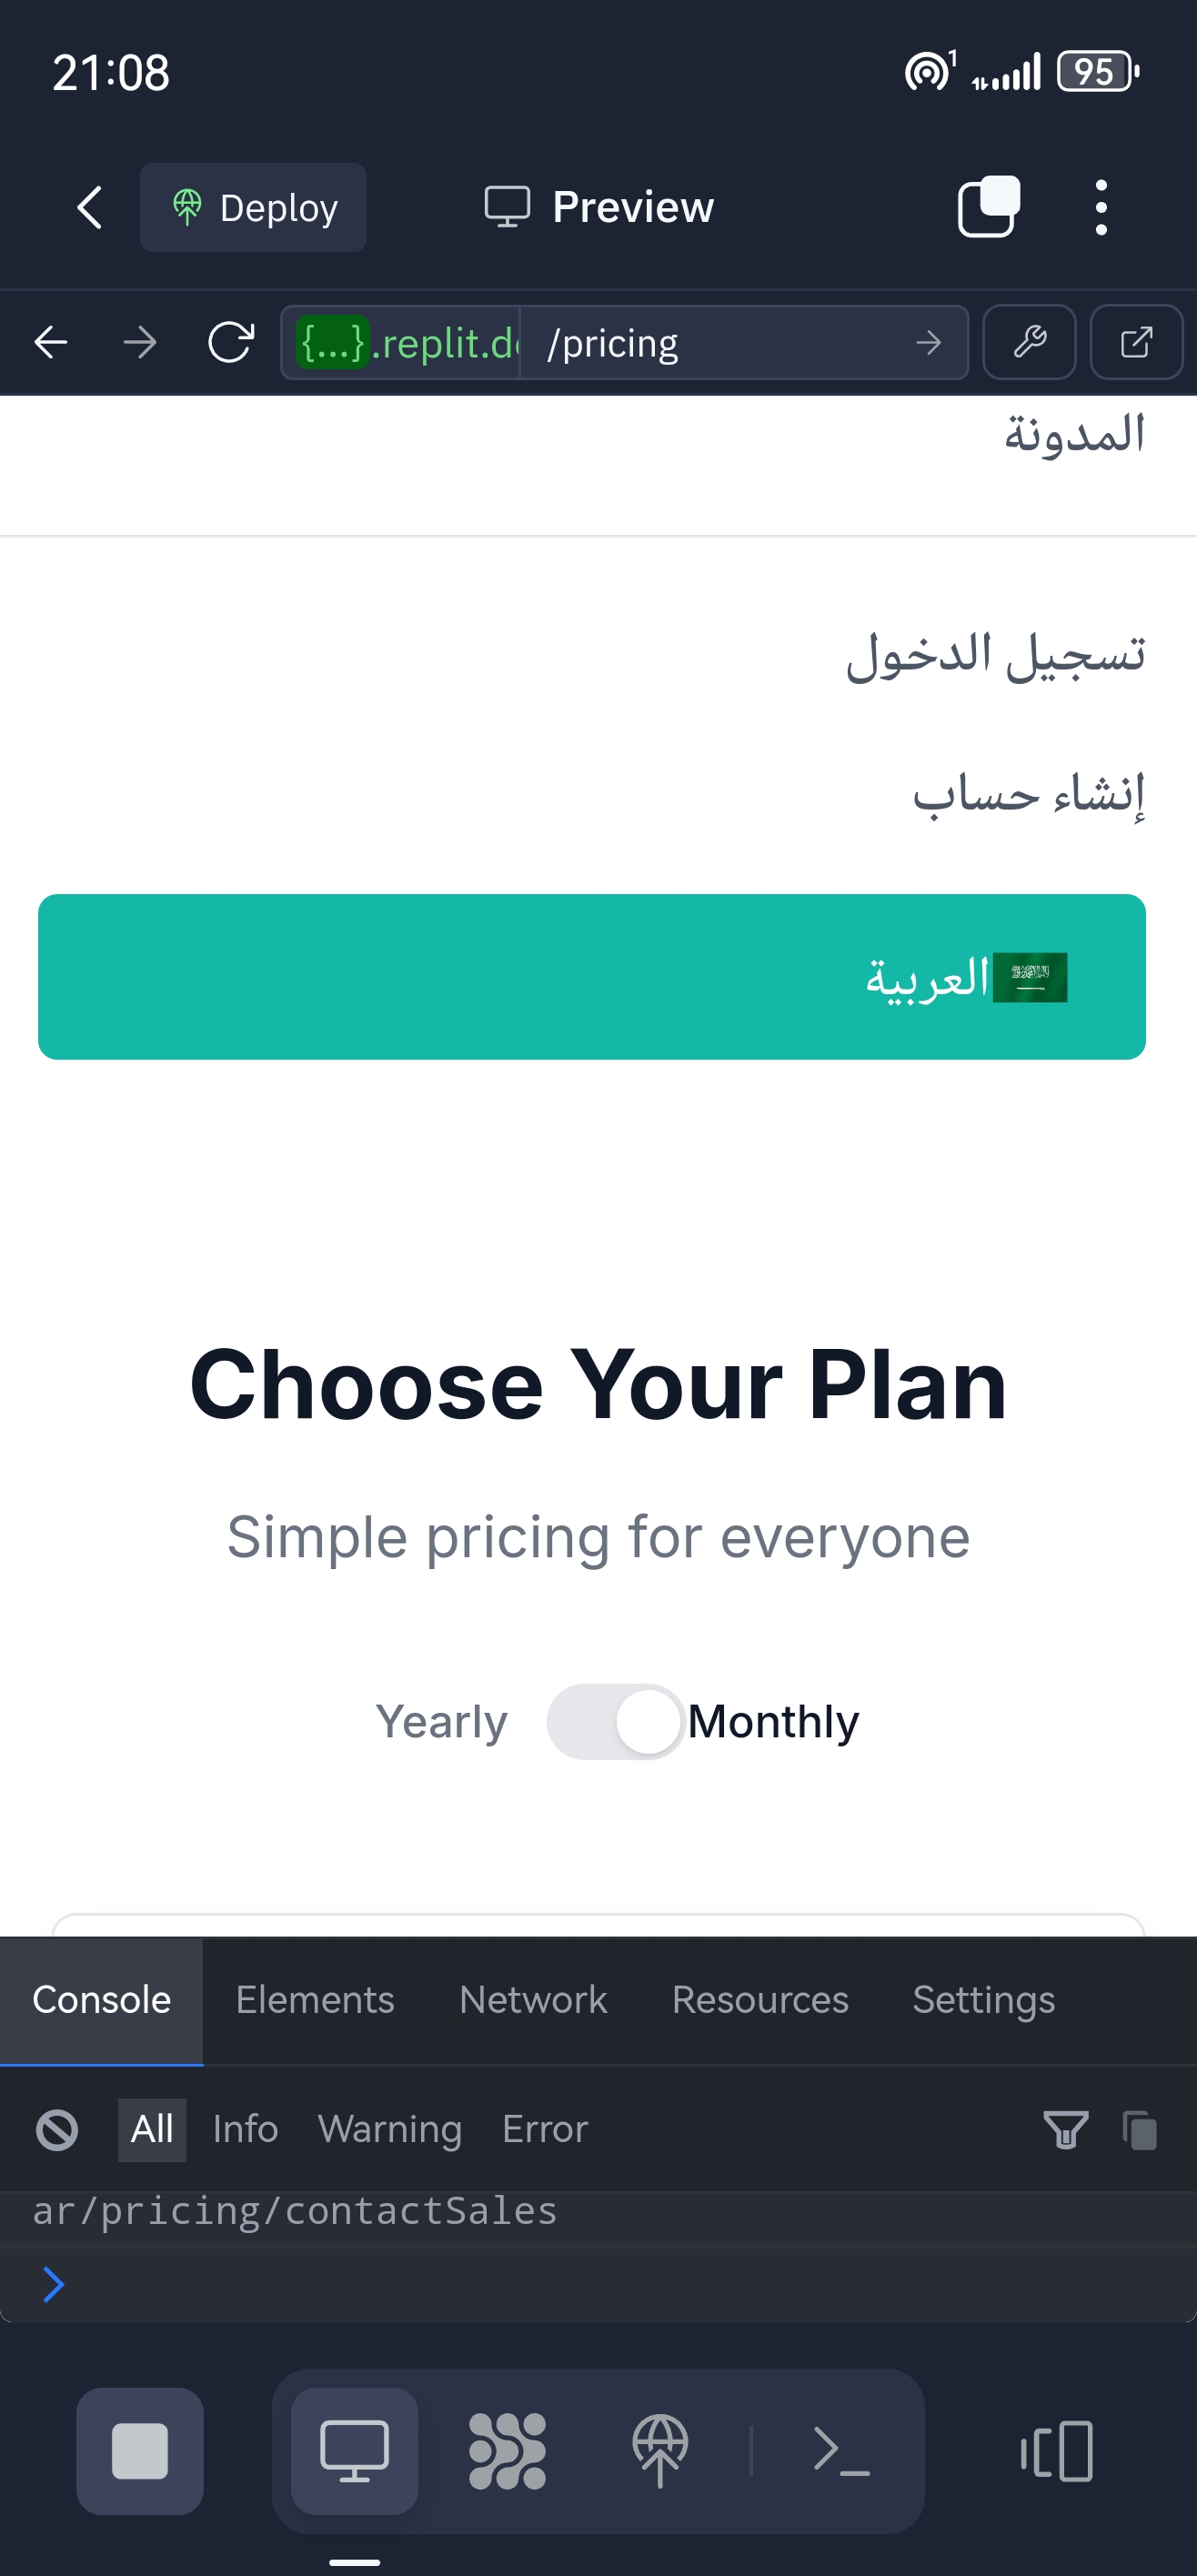 21:08
1
95
Deploy
Preview
{...}.replit.d
/pricing
المدونة
تسجيل الدخول
إنشاء حساب
العربية
Choose Your Plan
Simple pricing for everyone
Yearly
Monthly
Console Elements Network Resources Settings
All Info Warning Error
ar/pricing/contactSales